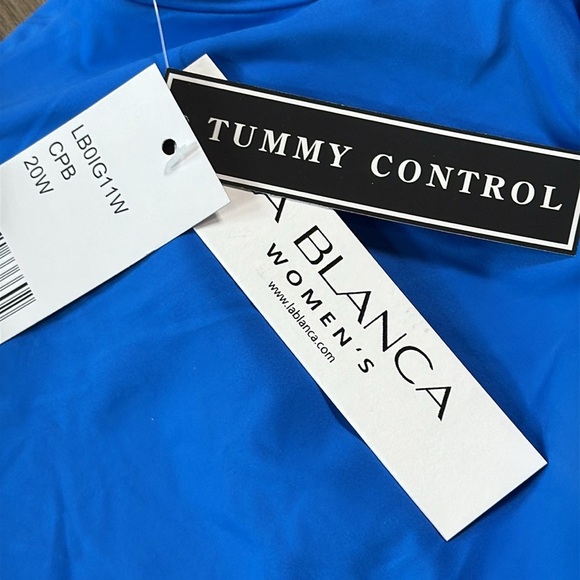 LB0IG11W
CPB
20W
TUMMY CONTROL
A BLANCA
WOMEN'S
www.lablanca.com